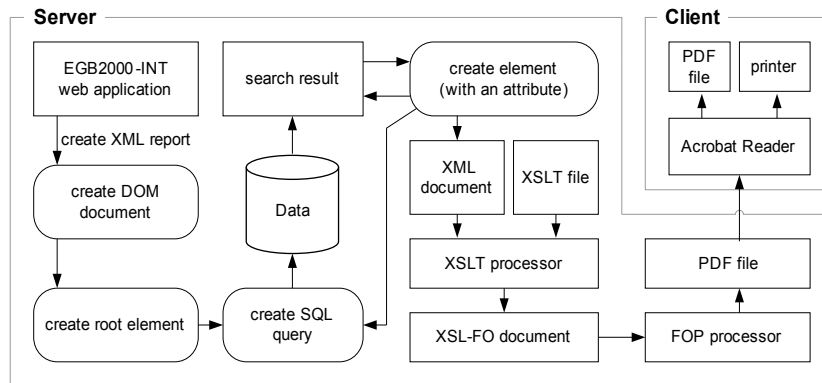 Server
Client
EGB2000-INT
web application
search result
create element
(with an attribute)
PDF
file
printer
create XML report
Acrobat Reader
create DOM
document
Data
XML
document
XSLT file
XSLT processor
PDF file
create root element
create SQL
query
XSL-FO document
FOP processor